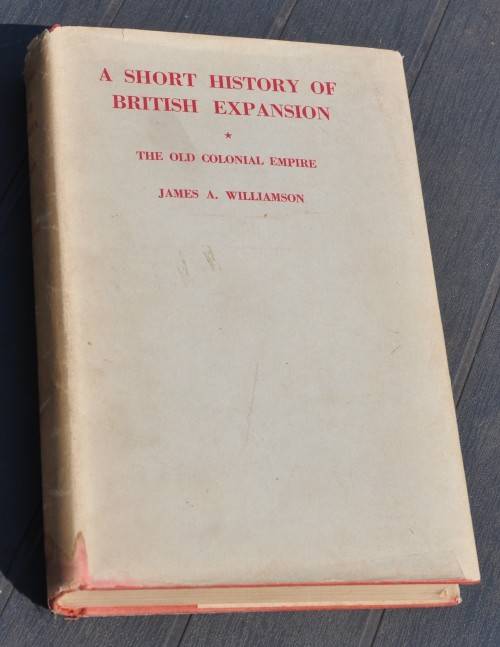 A SHORT HISTORY OF
BRITISH EXPANSION
★
THE OLD COLONIAL EMPIRE
JAMES A. WILLIAMSON